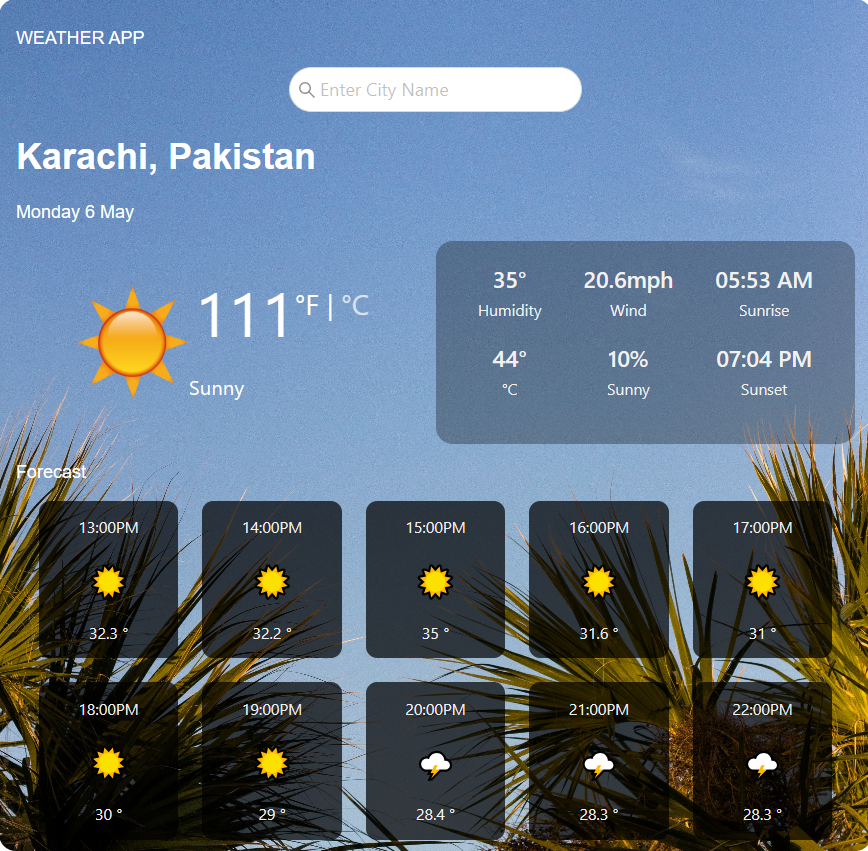 WEATHER APP
Enter City Name
Karachi, Pakistan
Monday 6 May
111 °F | °C
Sunny
35° 20.6mph 05:53 AM
Humidity Wind Sunrise
44° 10% 07:04 PM
°C Sunny Sunset
Forecast
13:00PM 14:00PM 15:00PM 16:00PM 17:00PM
32.3 ° 32.2 ° 35 ° 31.6 ° 31 °
18:00PM 19:00PM 20:00PM 21:00PM 22:00PM
30 ° 29 ° 28.4 ° 28.3 ° 28.3 °